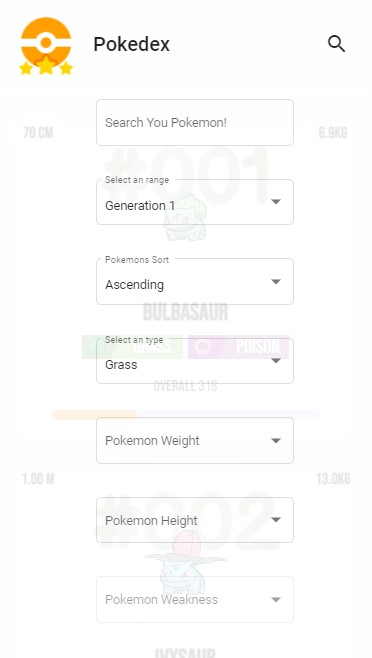 Pokedex
70 CM
6.9KG
Search You Pokemon!
#001
Select an range
Generation 1
Pokemons Sort
Ascending
BULBASAUR
Select an type
GRASS
POISON
Grass
OVERALL 318
Pokemon Weight
1.00 M
13.0KG
#002
Pokemon Height
Pokemon Weakness
IVYSAUR